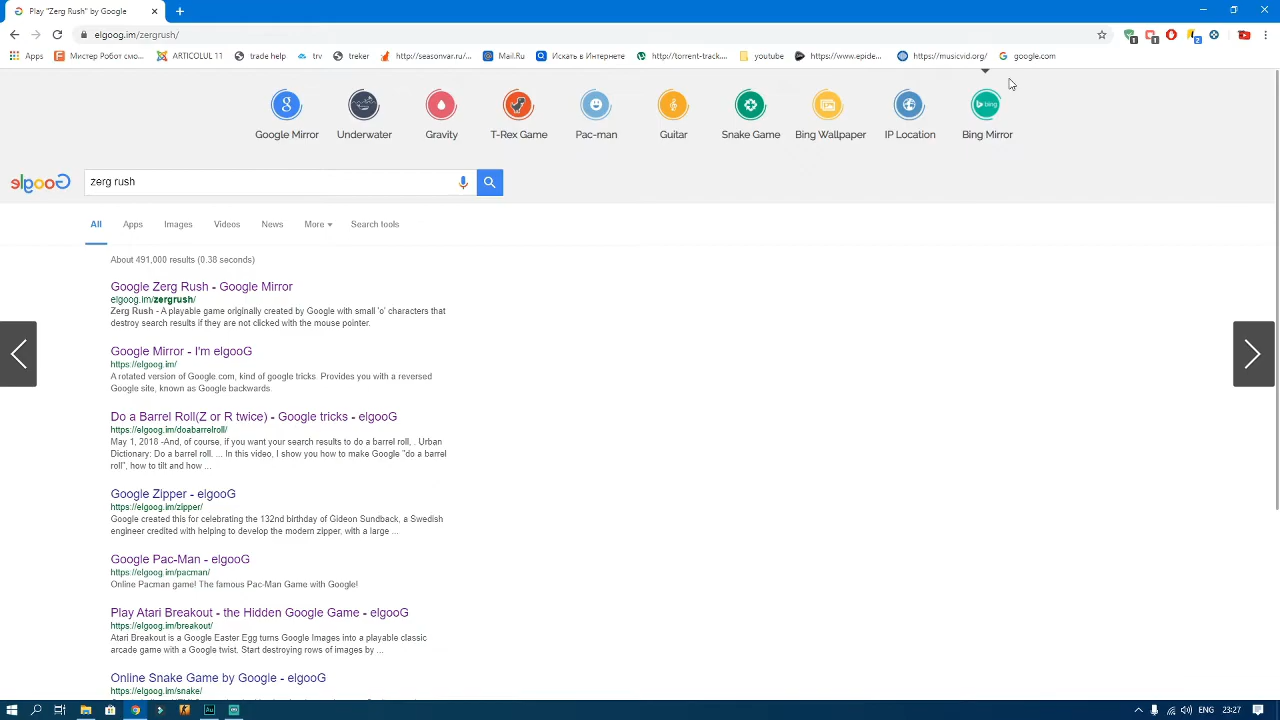 Play "Zerg Rush" by Google
elgoog.im/zergrush/
Apps Мистер Робот смо... ARTICOLUL 11 trade help trv treker http://seasonvar.ru/... Mail.Ru Искать в Интернете http://torrent-track.... youtube https://www.epide... https://musicvid.org/ google.com
Google Mirror Underwater Gravity T-Rex Game Pac-man Guitar Snake Game Bing Wallpaper IP Location Bing Mirror
elgooG zerg rush
All Apps Images Videos News More Search tools
About 491,000 results (0.38 seconds)
Google Zerg Rush - Google Mirror
elgoog.im/zergrush/
Zerg Rush - A playable game originally created by Google with small 'o' characters that
destroy search results if they are not clicked with the mouse pointer.
Google Mirror - I'm elgooG
https://elgoog.im/
A rotated version of Google.com, kind of google tricks. Provides you with a reversed
Google site, known as Google backwards.
Do a Barrel Roll(Z or R twice) - Google tricks - elgooG
https://elgoog.im/doabarrelroll/
May 1, 2018 -And, of course, if you want your search results to do a barrel roll, . Urban
Dictionary: Do a barrel roll. ... In this video, I show you how to make Google "do a barrel
roll", how to tilt and how ...
Google Zipper - elgooG
https://elgoog.im/zipper/
Google created this for celebrating the 132nd birthday of Gideon Sundback, a Swedish
engineer credited with helping to develop the modern zipper, with a large ...
Google Pac-Man - elgooG
https://elgoog.im/pacman/
Online Pacman game! The famous Pac-Man Game with Google!
Play Atari Breakout - the Hidden Google Game - elgooG
https://elgoog.im/breakout/
Atari Breakout is a Google Easter Egg turns Google Images into a playable classic
arcade game with a Google twist. Start destroying rows of images by ...
Online Snake Game by Google - elgooG
https://elgoog.im/snake/
ENG 23:27